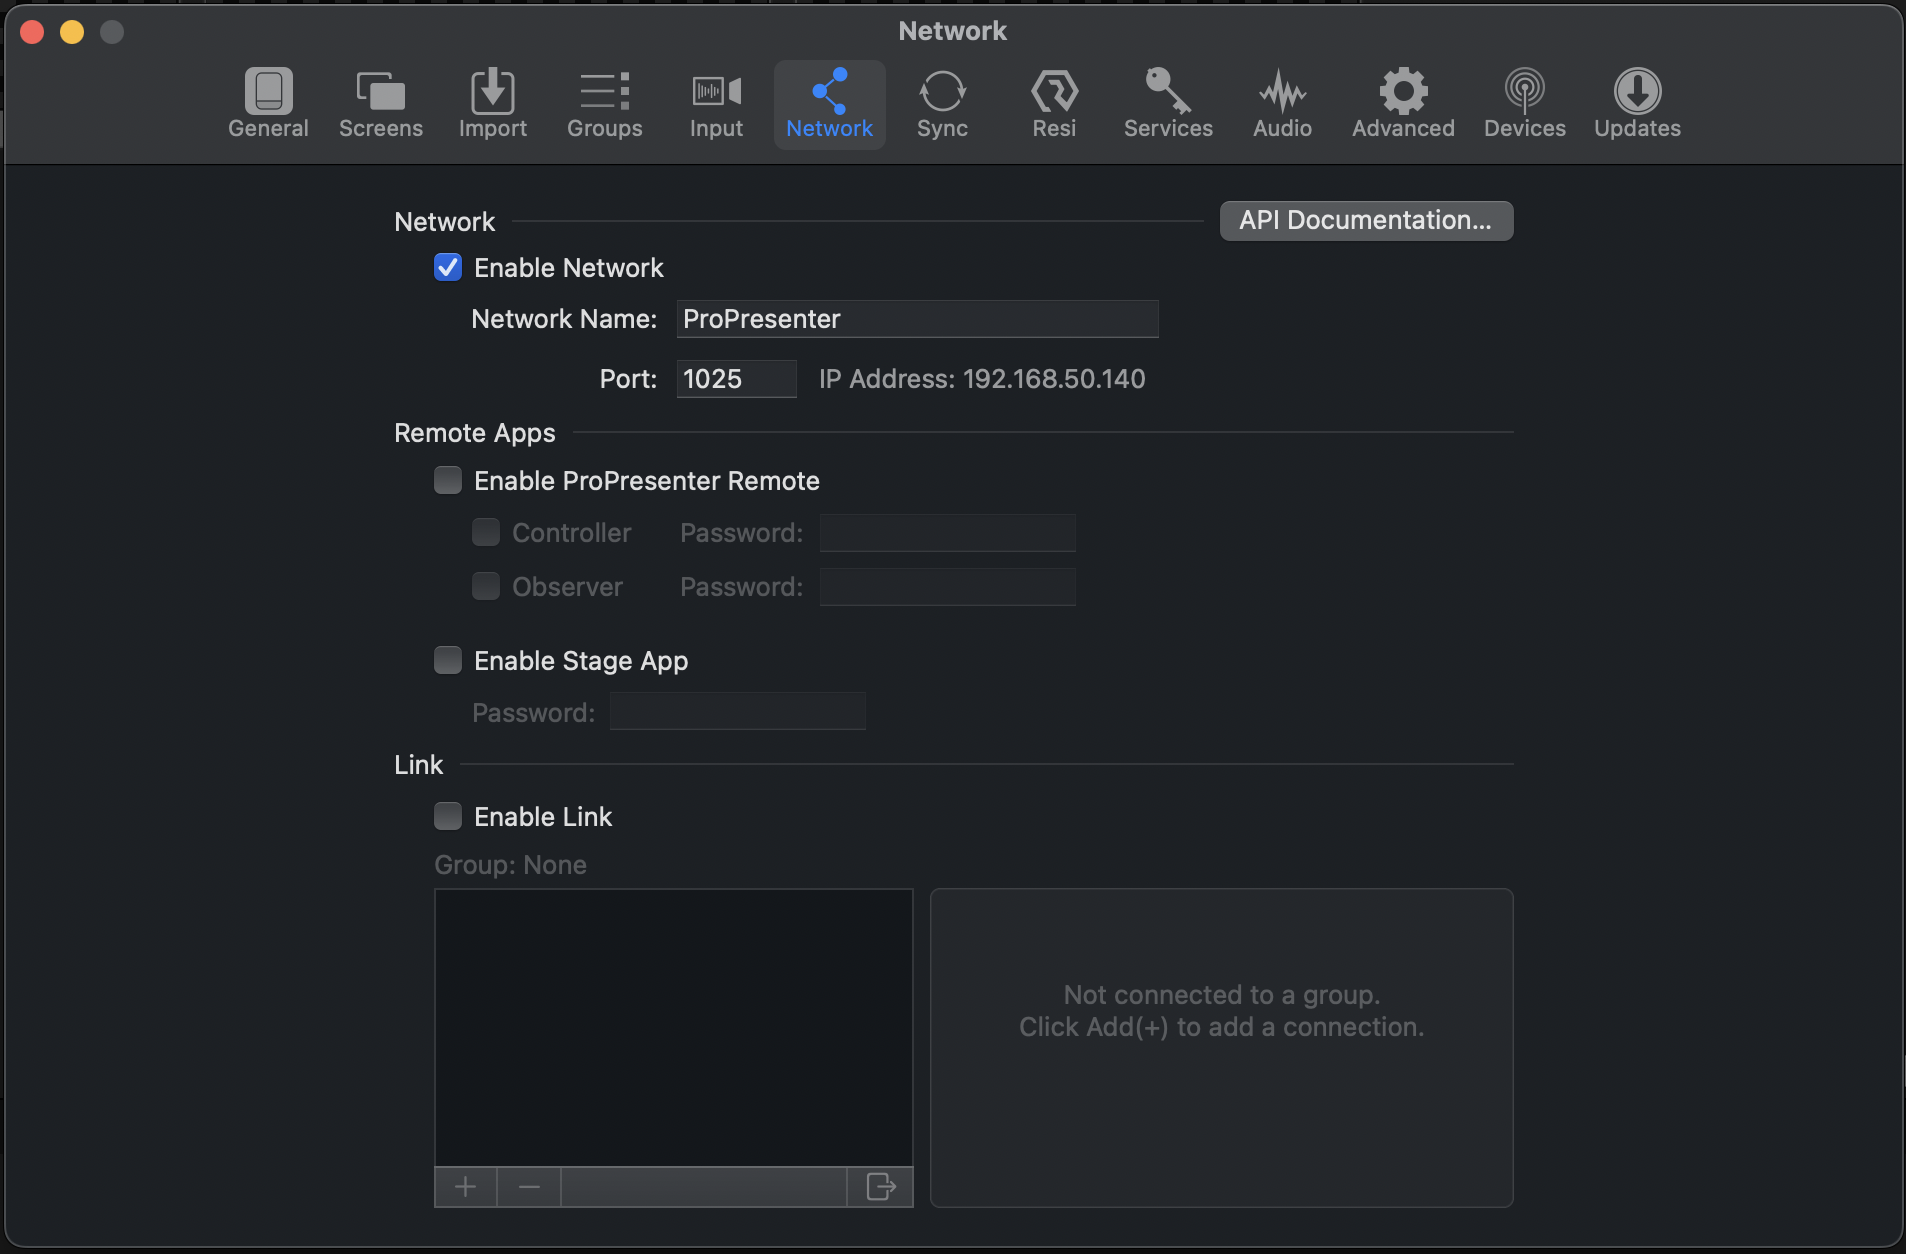 Network
General Screens Import Groups Input Network Sync Resi Services Audio Advanced Devices Updates
Network API Documentation...
Enable Network
Network Name: ProPresenter
Port: 1025 IP Address: 192.168.50.140
Remote Apps
Enable ProPresenter Remote
Controller Password:
Observer Password:
Enable Stage App
Password:
Link
Enable Link
Group: None
Not connected to a group.
Click Add(+) to add a connection.